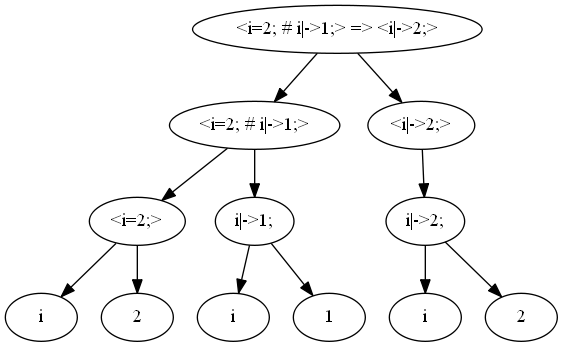 <i=2; # i|->1;> => <i|->2;>
<i=2; # i|->1;>
<i|->2;>
<i=2;>
i|->1;
i|->2;
i
2
i
1
i
2